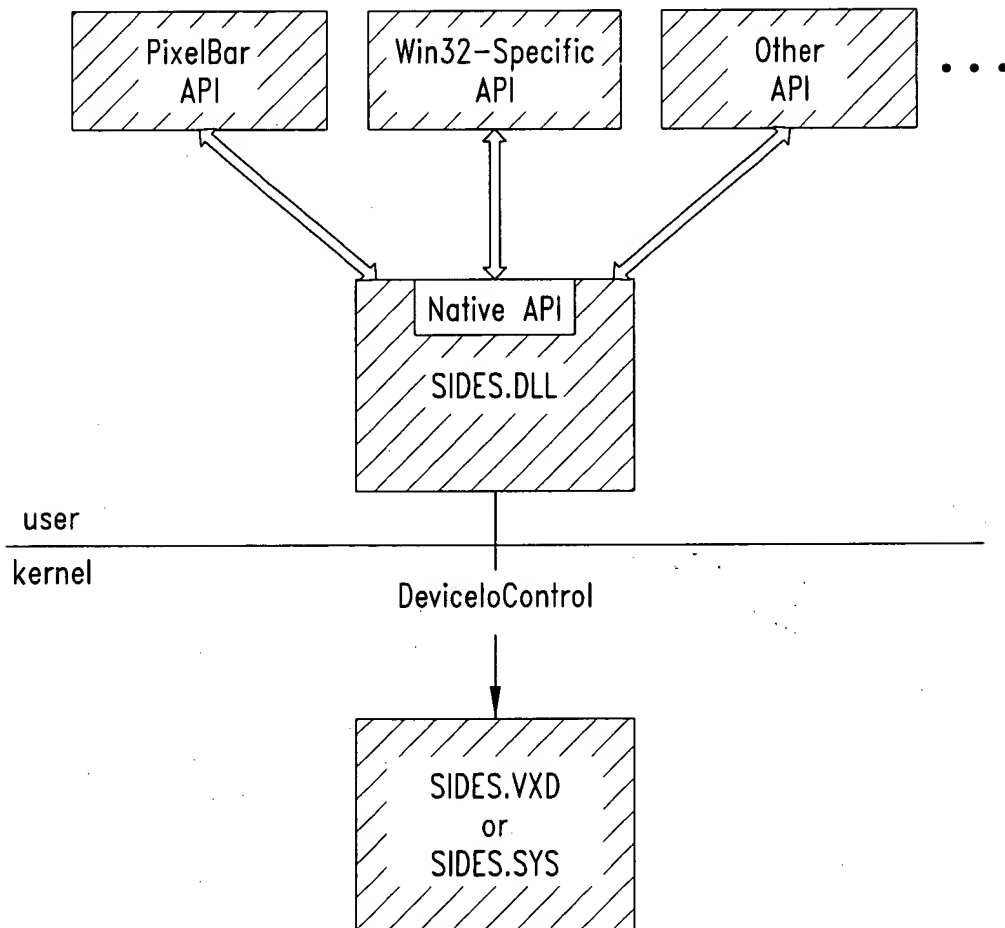 PixelBar
API
Win32-Specific
API
Other
API
• • •
Native API
SIDES.DLL
user
kernel
DeviceIoControl
SIDES.VXD
or
SIDES.SYS